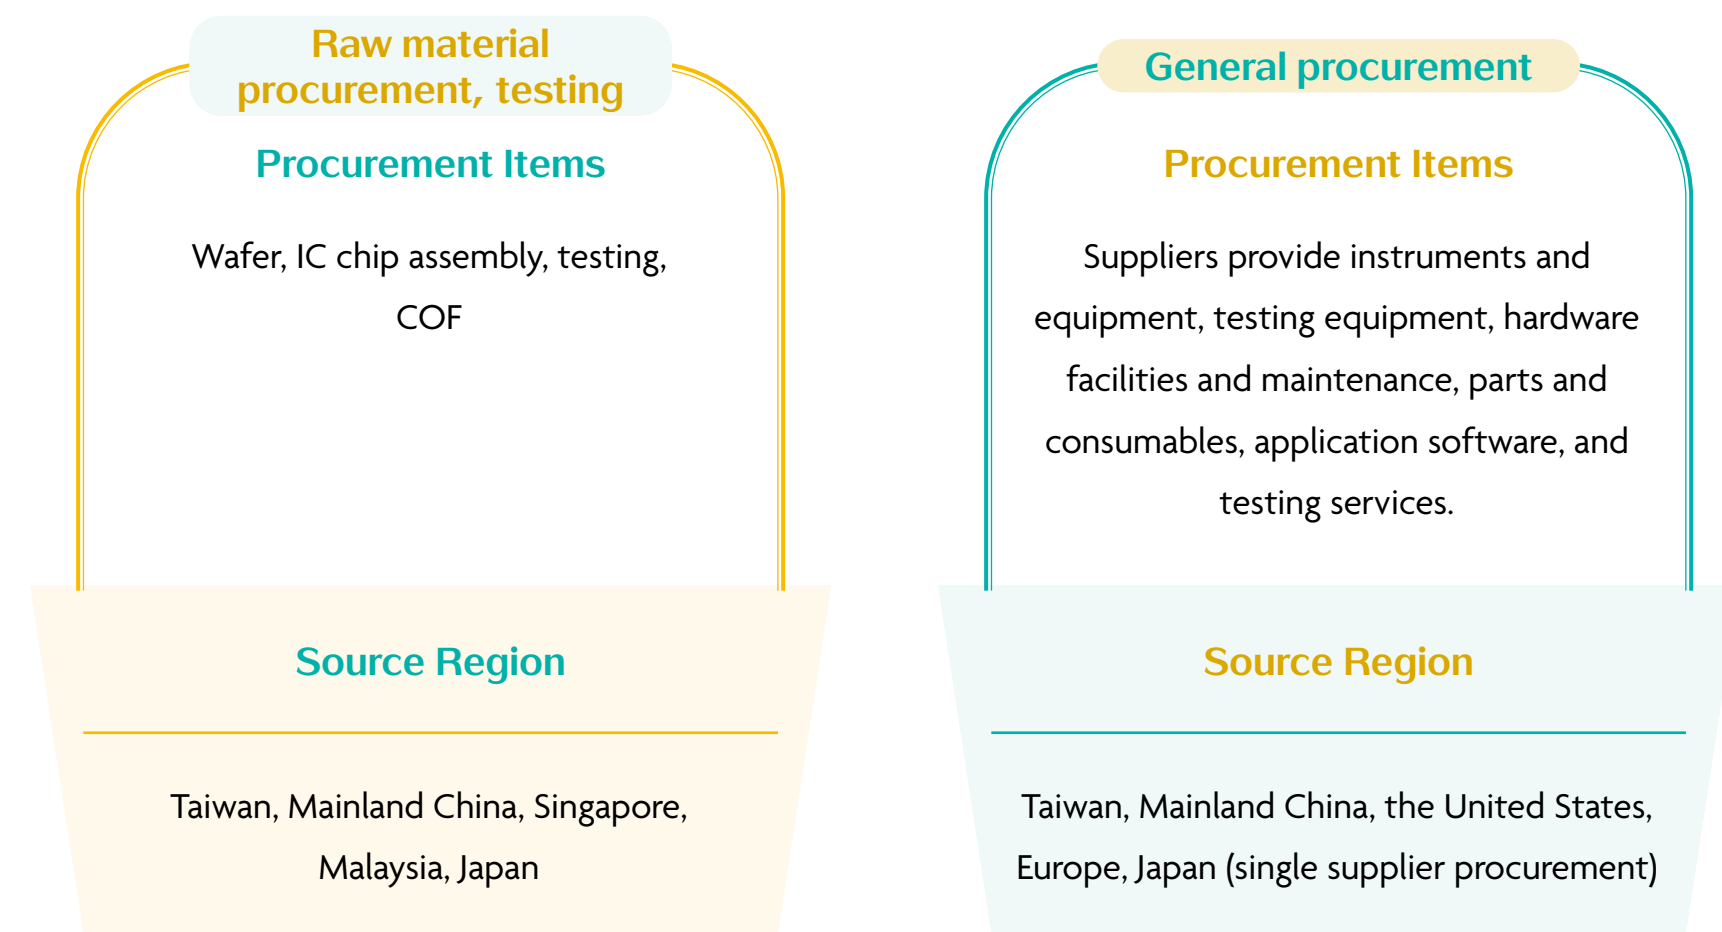 Raw material
procurement, testing
Procurement Items
Wafer, IC chip assembly, testing,
COF
Source Region
Taiwan, Mainland China, Singapore,
Malaysia, Japan
General procurement
Procurement Items
Suppliers provide instruments and
equipment, testing equipment, hardware
facilities and maintenance, parts and
consumables, application software, and
testing services.
Source Region
Taiwan, Mainland China, the United States,
Europe, Japan (single supplier procurement)